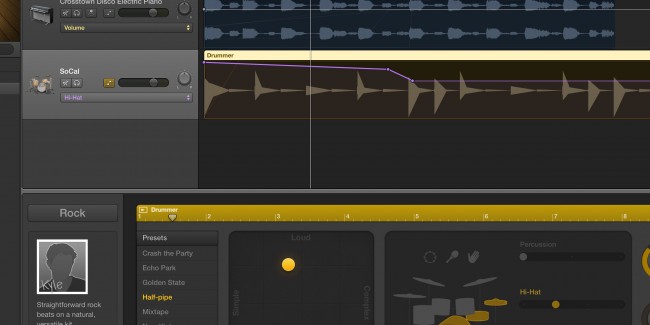 Crosstown Disco Electric Piano
Volume
Drummer
SoCal
Hi-Hat
Rock
Drummer
1 2 3 4 5 6 7 8
Presets
Crash the Party
Echo Park
Golden State
Half-pipe
Mixtape
Loud
Simple
Complex
Percussion
Hi-Hat
Kyle
Straightforward rock
beats on a natural,
versatile kit